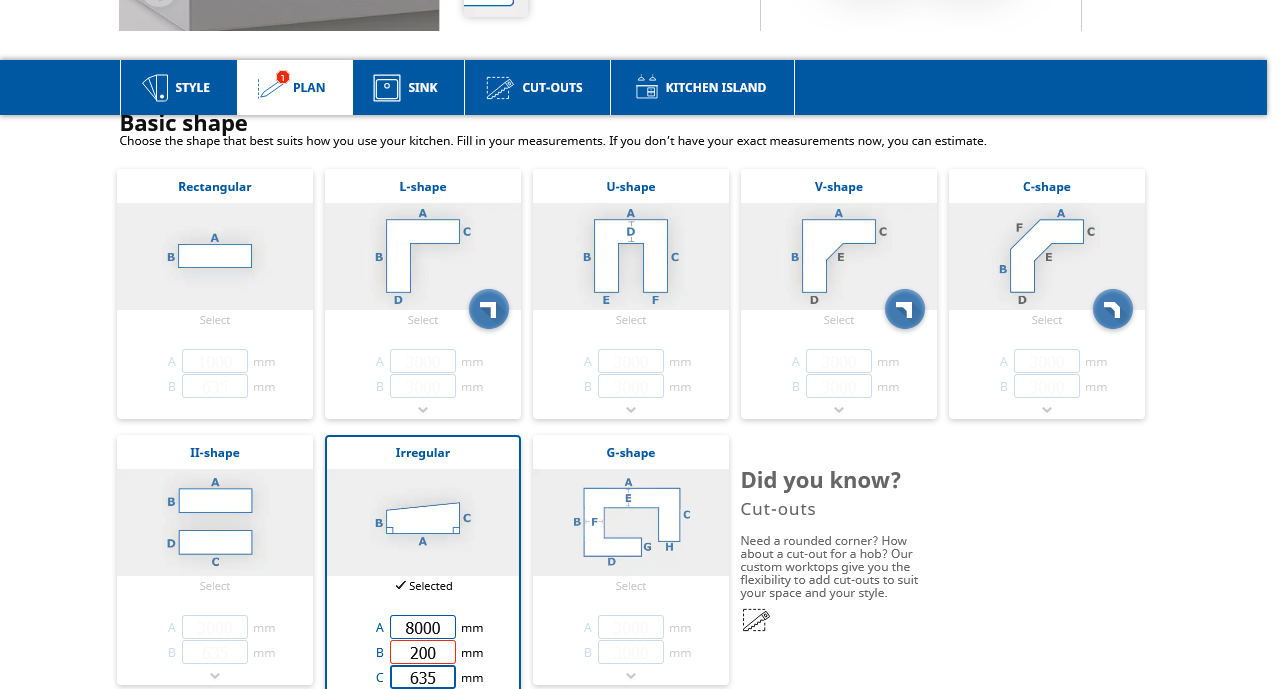 STYLE
1
PLAN
SINK
CUT-OUTS
KITCHEN ISLAND
Basic shape
Choose the shape that best suits how you use your kitchen. Fill in your measurements. If you don't have your exact measurements now, you can estimate.
Rectangular
A
B
Select
A 1000 mm
B 635 mm
L-shape
A
C
B
D
Select
A 3000 mm
B 3000 mm
U-shape
A
D
B
C
E
F
Select
A 3000 mm
B 3000 mm
V-shape
A
C
B
E
D
Select
A 3000 mm
B 3000 mm
C-shape
A
F
C
E
B
D
Select
A 3000 mm
B 3000 mm
II-shape
A
B
D
C
Select
A 3000 mm
B 635 mm
Irregular
B
C
A
Selected
A 8000 mm
B 200 mm
C 635 mm
G-shape
A
E
C
B
F
G
H
D
Select
A 3000 mm
B 3000 mm
Did you know?
Cut-outs
Need a rounded corner? How
about a cut-out for a hob? Our
custom worktops give you the
flexibility to add cut-outs to suit
your space and your style.